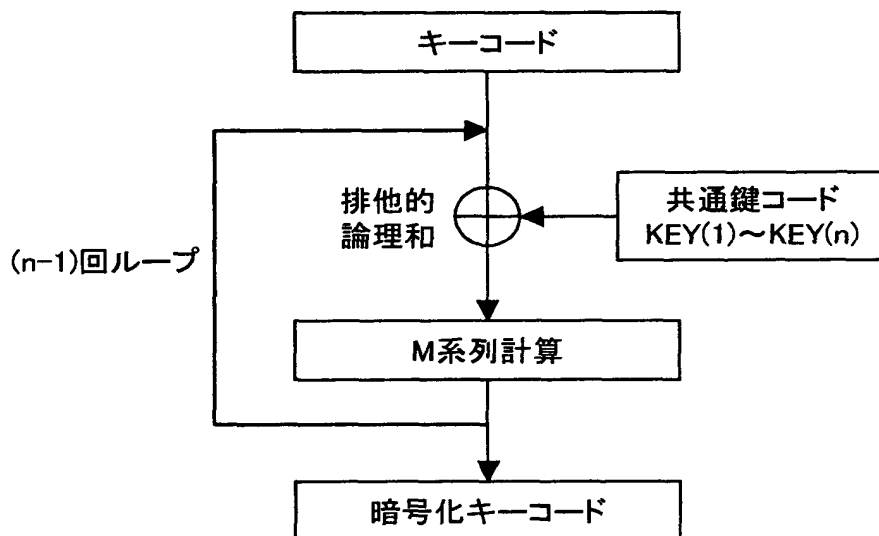 キーコード
排他的
論理和
共通鍵コード
KEY(1)～KEY(n)
(n-1)回ループ
M系列計算
暗号化キーコード